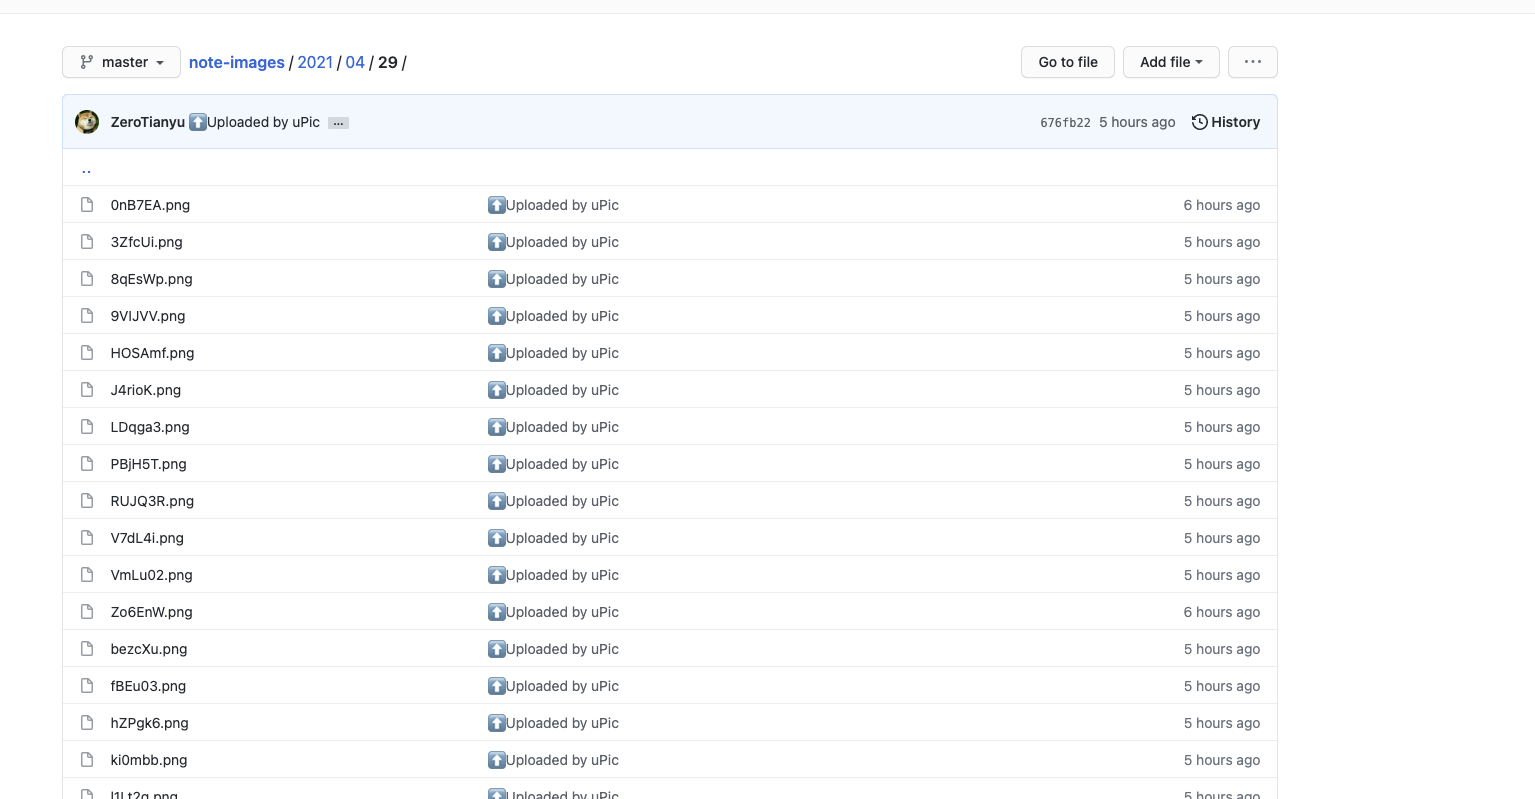 master note-images / 2021 / 04 / 29 / Go to file Add file ...
ZeroTianyu ⬆️Uploaded by uPic ... 676fb22 5 hours ago History
..
0nB7EA.png ⬆️Uploaded by uPic 6 hours ago
3ZfcUi.png ⬆️Uploaded by uPic 5 hours ago
8qEsWp.png ⬆️Uploaded by uPic 5 hours ago
9VIJVV.png ⬆️Uploaded by uPic 5 hours ago
HOSAmf.png ⬆️Uploaded by uPic 5 hours ago
J4rioK.png ⬆️Uploaded by uPic 5 hours ago
LDqga3.png ⬆️Uploaded by uPic 5 hours ago
PBjH5T.png ⬆️Uploaded by uPic 5 hours ago
RUJQ3R.png ⬆️Uploaded by uPic 5 hours ago
V7dL4i.png ⬆️Uploaded by uPic 5 hours ago
VmLu02.png ⬆️Uploaded by uPic 5 hours ago
Zo6EnW.png ⬆️Uploaded by uPic 6 hours ago
bezcXu.png ⬆️Uploaded by uPic 5 hours ago
fBEu03.png ⬆️Uploaded by uPic 5 hours ago
hZPgk6.png ⬆️Uploaded by uPic 5 hours ago
ki0mbb.png ⬆️Uploaded by uPic 5 hours ago
⬆️Uploaded by uPic 5 hours ago